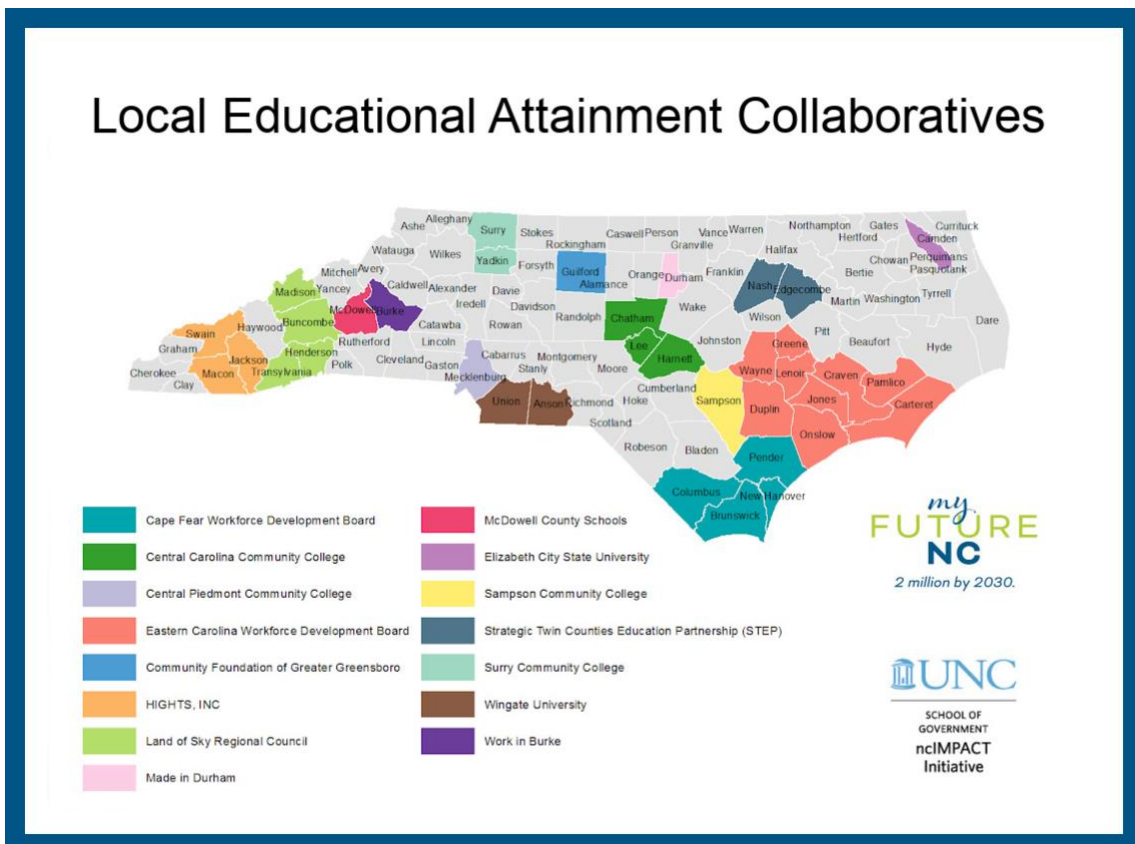 Local Educational Attainment Collaboratives
Alleghany
Ashe
Surry
Stokes
Rockingham
Caswell
Person
Vance
Warren
Granville
Northampton
Gates
Hertford
Currituck
Camden
Halifax
Watauga
Wilkes
Yadkin
Forsyth
Guilford
Alamance
Orange
Durham
Franklin
Nash
Edgecombe
Bertie
Chowan
Perquimans
Pasquotank
Mitchell
Avery
Yancey
Caldwell
Alexander
Davie
Iredell
Davidson
Madison
Martin
Washington
Tyrrell
McDowell
Burke
Catawba
Rowan
Randolph
Chatham
Wake
Wilson
Dare
Swain
Haywood
Buncombe
Rutherford
Lincoln
Johnston
Greene
Pitt
Beaufort
Hyde
Graham
Jackson
Henderson
Cleveland
Gaston
Cabarrus
Stanly
Montgomery
Moore
Lee
Harnett
Wayne
Lenoir
Craven
Pamlico
Cherokee
Clay
Macon
Transylvania
Polk
Mecklenburg
Union
Anson
Richmond
Hoke
Cumberland
Sampson
Duplin
Jones
Carteret
Scotland
Onslow
Robeson
Bladen
Pender
Columbus
New Hanover
Brunswick
Cape Fear Workforce Development Board
Central Carolina Community College
Central Piedmont Community College
Eastern Carolina Workforce Development Board
Community Foundation of Greater Greensboro
HIGHTS, INC
Land of Sky Regional Council
Made in Durham
McDowell County Schools
Elizabeth City State University
Sampson Community College
Strategic Twin Counties Education Partnership (STEP)
Surry Community College
Wingate University
Work in Burke
my
FUTURE
NC
2 million by 2030.
UNC
SCHOOL OF
GOVERNMENT
ncIMPACT
Initiative